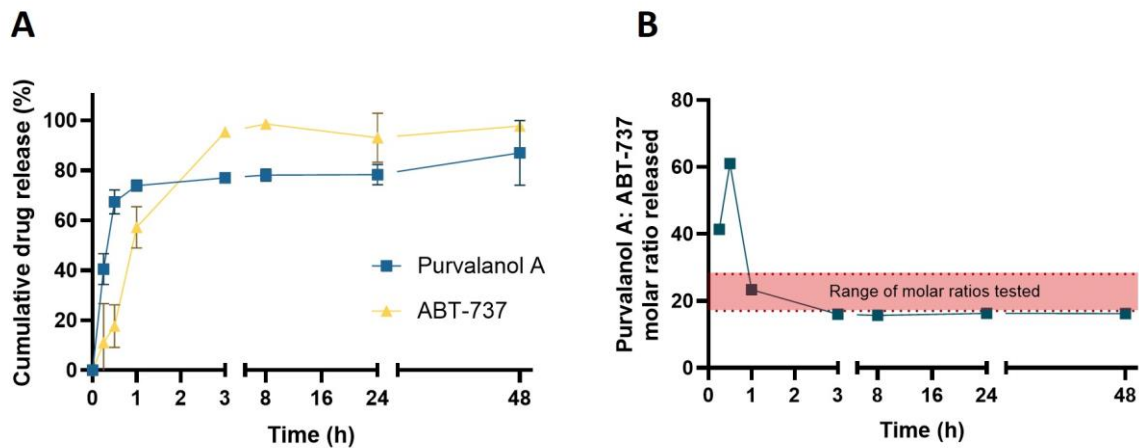 A
Cumulative drug release (%)
100
80
60
40
20
0
Purvalanol A
ABT-737
0 1 2 3 8 16 24 48
Time (h)
B
Purvalanol A: ABT-737
molar ratio released
80
60
40
20
0
Range of molar ratios tested
0 1 2 3 8 16 24 48
Time (h)